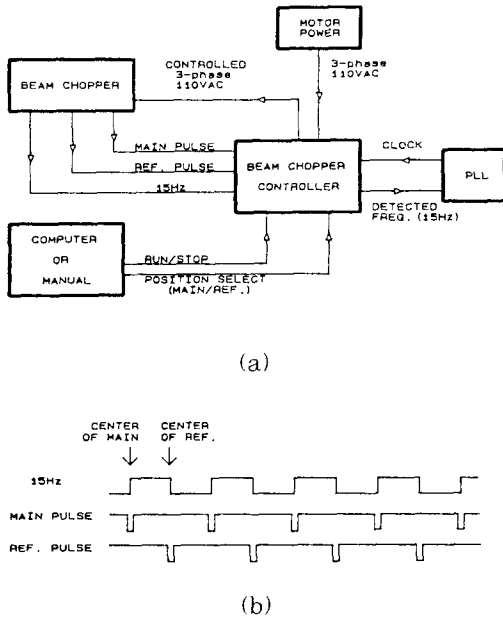 MOTOR
POWER
CONTROLLED
3-phase
110VAC
3-phase
110VAC
BEAM CHOPPER
MAIN PULSE
REF. PULSE
15Hz
BEAM CHOPPER
CONTROLLER
CLOCK
PLL
DETECTED
FREQ. (15Hz)
COMPUTER
OR
MANUAL
RUN/STOP
POSITION SELECT
(MAIN/REF.)
(a)
CENTER
OF MAIN
CENTER
OF REF.
15Hz
MAIN PULSE
REF. PULSE
(b)